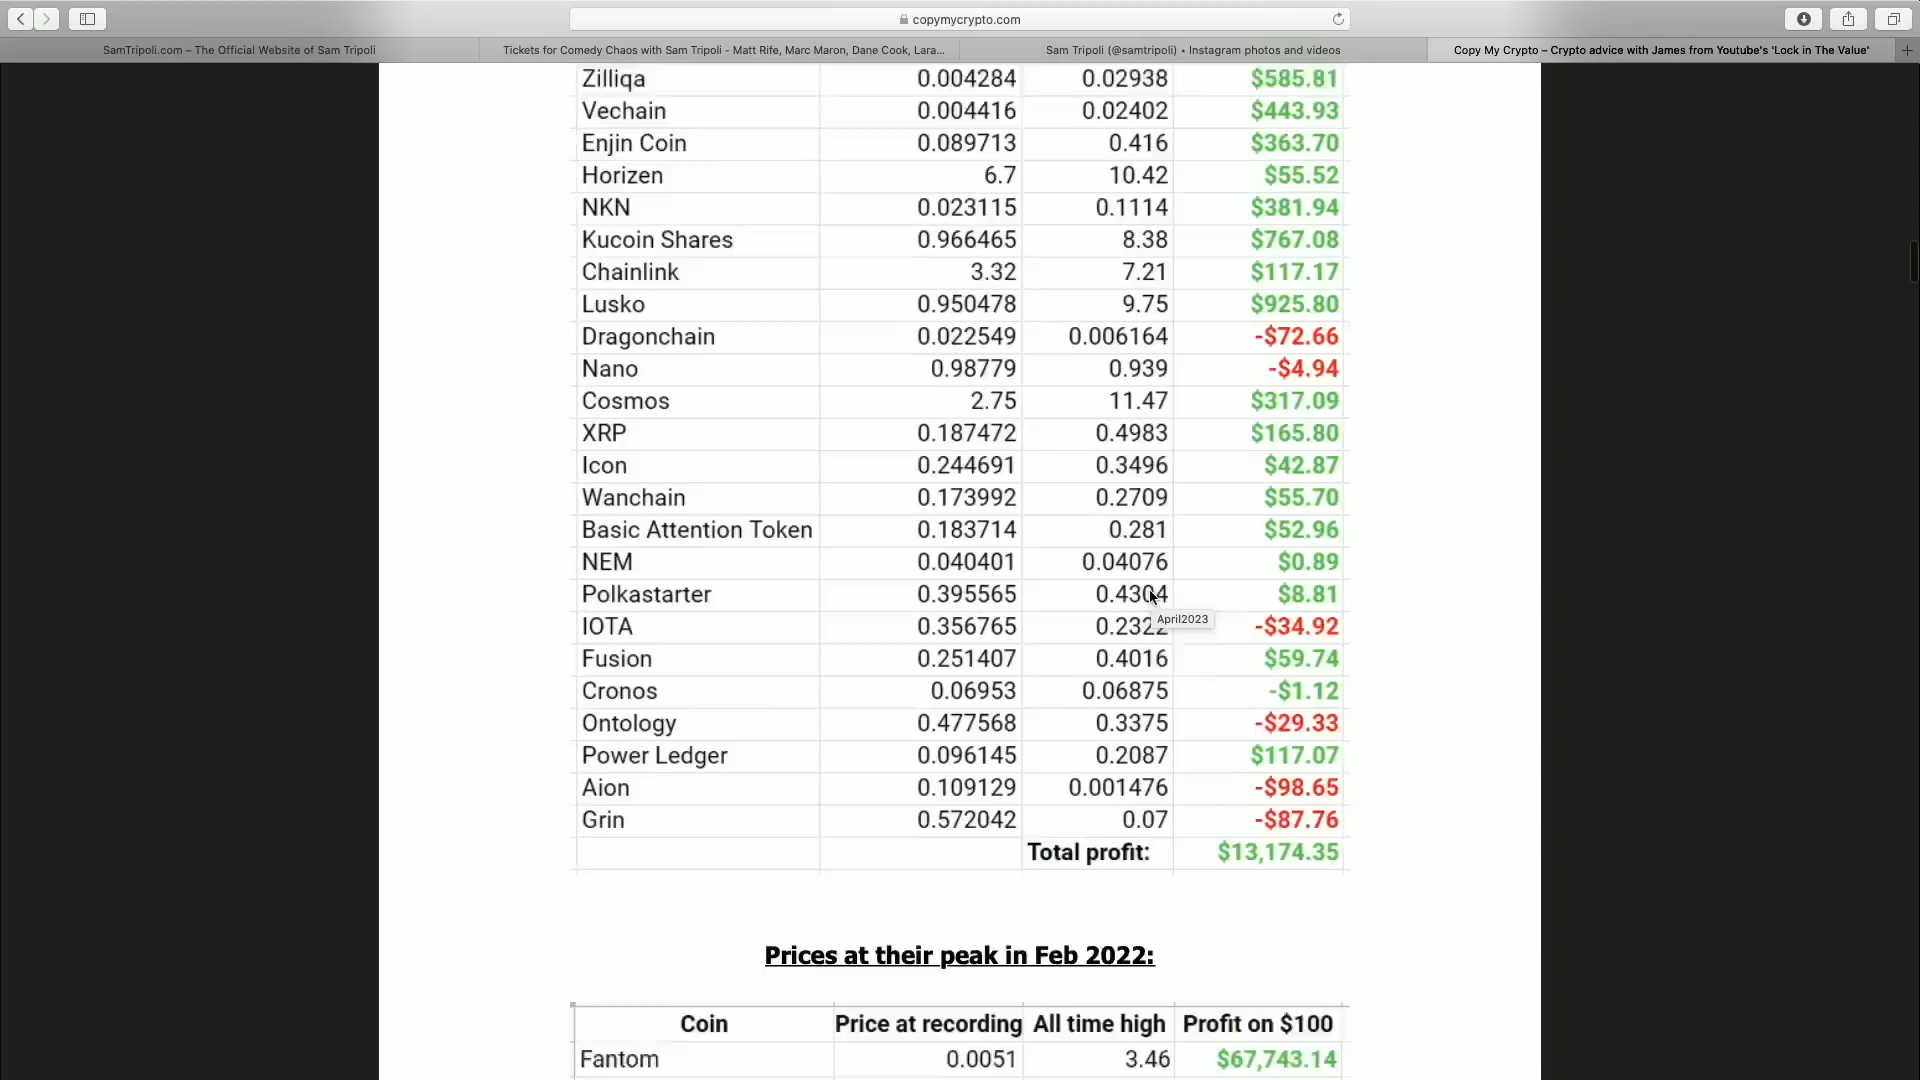 copymycrypto.com
SamTripoli.com – The Official Website of Sam Tripoli
Tickets for Comedy Chaos with Sam Tripoli - Matt Rife, Marc Maron, Dane Cook, Lara...
Sam Tripoli (@samtripoli) • Instagram photos and videos
Copy My Crypto – Crypto advice with James from Youtube's 'Lock in The Value'
Zilliqa 0.004284 0.02938 $585.81
Vechain 0.004416 0.02402 $443.93
Enjin Coin 0.089713 0.416 $363.70
Horizen 6.7 10.42 $55.52
NKN 0.023115 0.1114 $381.94
Kucoin Shares 0.966465 8.38 $767.08
Chainlink 3.32 7.21 $117.17
Lusko 0.950478 9.75 $925.80
Dragonchain 0.022549 0.006164 -$72.66
Nano 0.98779 0.939 -$4.94
Cosmos 2.75 11.47 $317.09
XRP 0.187472 0.4983 $165.80
Icon 0.244691 0.3496 $42.87
Wanchain 0.173992 0.2709 $55.70
Basic Attention Token 0.183714 0.281 $52.96
NEM 0.040401 0.04076 $0.89
Polkastarter 0.395565 0.4304 $8.81
April2023
IOTA 0.356765 0.2322 -$34.92
Fusion 0.251407 0.4016 $59.74
Cronos 0.06953 0.06875 -$1.12
Ontology 0.477568 0.3375 -$29.33
Power Ledger 0.096145 0.2087 $117.07
Aion 0.109129 0.001476 -$98.65
Grin 0.572042 0.07 -$87.76
Total profit: $13,174.35
Prices at their peak in Feb 2022:
Coin Price at recording All time high Profit on $100
Fantom 0.0051 3.46 $67,743.14